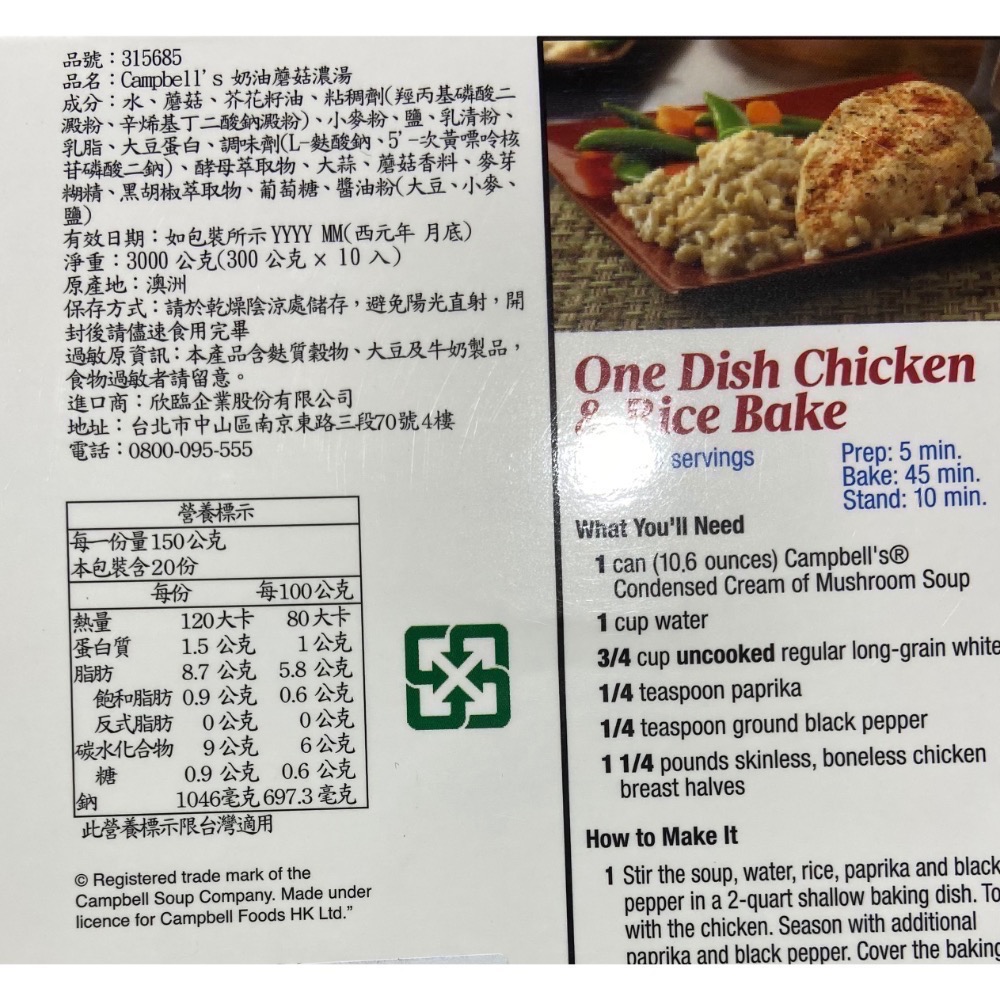 品號：315685
品名：Campbell's 奶油蘑菇濃湯
成分：水、蘑菇、芥花籽油、粘稠劑(羥丙基磷酸二
澱粉、辛烯基丁二酸鈉澱粉)、小麥粉、鹽、乳清粉、
乳脂、大豆蛋白、調味劑(L-麩酸鈉、5'-次黃嘌呤核
苷磷酸二鈉)、酵母萃取物、大蒜、蘑菇香料、麥芽
糊精、黑胡椒萃取物、葡萄糖、醬油粉(大豆、小麥、
鹽)
有效日期：如包裝所示 YYYY MM(西元年 月底)
淨重：3000 公克(300 公克 × 10 入)
原產地：澳洲
保存方式：請於乾燥陰涼處儲存，避免陽光直射，開
封後請儘速食用完畢
過敏原資訊：本產品含麩質穀物、大豆及牛奶製品，
食物過敏者請留意。
進口商：欣臨企業股份有限公司
地址：台北市中山區南京東路三段70號4樓
電話：0800-095-555
營養標示
每一份量150公克
本包裝含20份
每份 每100公克
熱量 120大卡 80大卡
蛋白質 1.5 公克 1公克
脂肪 8.7 公克 5.8 公克
飽和脂肪 0.9 公克 0.6 公克
反式脂肪 0公克 0公克
碳水化合物 9公克 6公克
糖 0.9 公克 0.6 公克
鈉 1046毫克 697.3 毫克
此營養標示限台灣適用
© Registered trade mark of the
Campbell Soup Company. Made under
licence for Campbell Foods HK Ltd."
One Dish Chicken
& Rice Bake
servings
Prep: 5 min.
Bake: 45 min.
Stand: 10 min.
What You'll Need
1 can (10.6 ounces) Campbell's®
Condensed Cream of Mushroom Soup
1 cup water
3/4 cup uncooked regular long-grain white
1/4 teaspoon paprika
1/4 teaspoon ground black pepper
1 1/4 pounds skinless, boneless chicken
breast halves
How to Make It
1 Stir the soup, water, rice, paprika and black
pepper in a 2-quart shallow baking dish. To
with the chicken. Season with additional
paprika and black pepper. Cover the baking